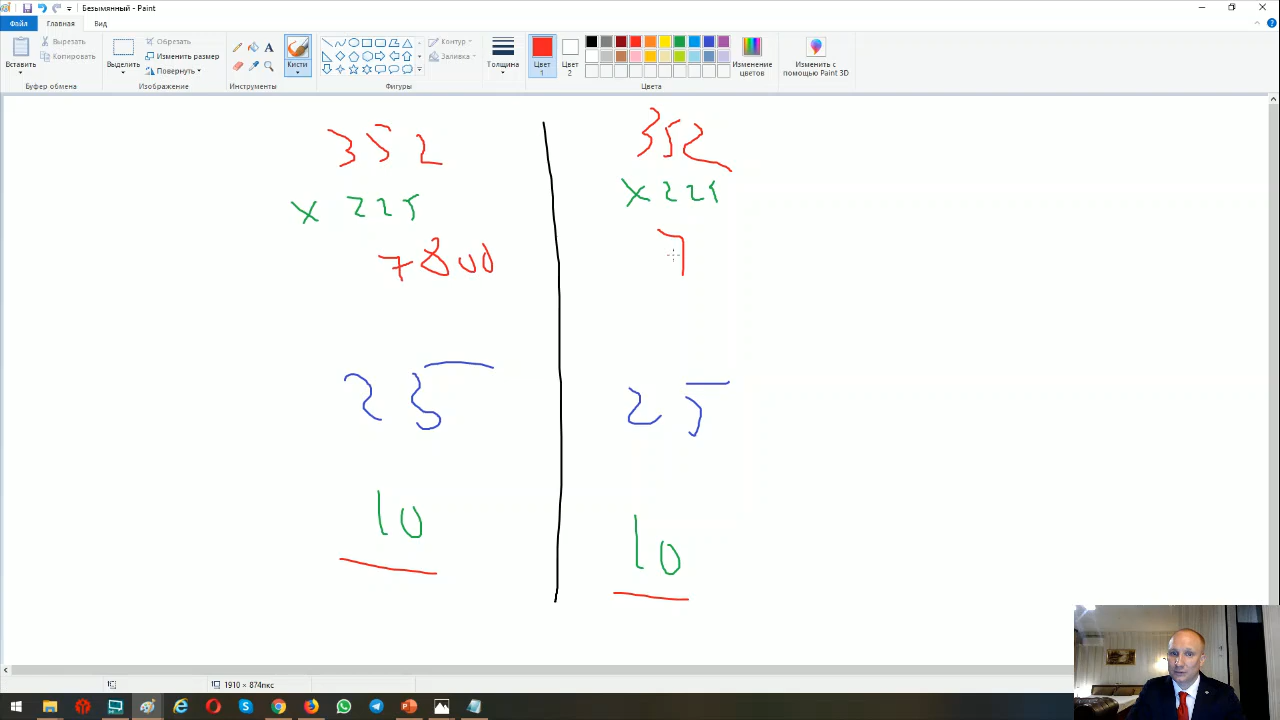 Безымянный - Paint
Файл Главная Вид
Вставить
Вырезать
Копировать
Буфер обмена
Выделить
Обрезать
Изменить размер
Повернуть
Изображение
A
Инструменты
Кисти
Контур
Заливка
Фигуры
Толщина
Цвет 1
Цвет 2
Цвета
Изменение цветов
Изменить с помощью Paint 3D
352
x 225
7800
25
10
352
x 225
7
25
10
1910 × 874пкс